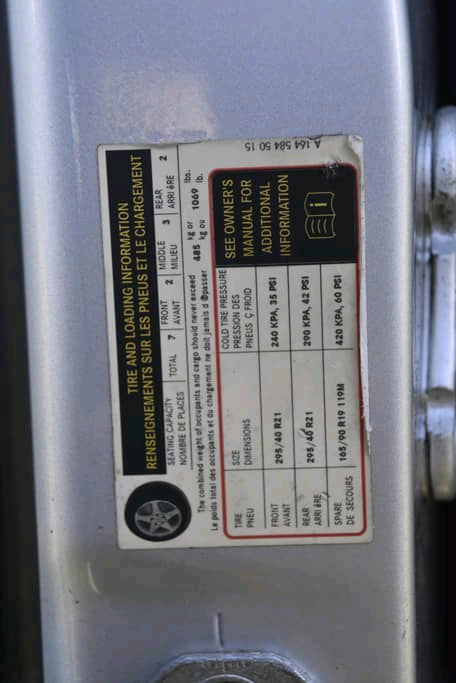 TIRE AND LOADING INFORMATION
RENSEIGNEMENTS SUR LES PNEUS ET LE CHARGEMENT
SEATING CAPACITY TOTAL 7 FRONT 2 MIDDLE 3 REAR 2
NOMBRE DE PLACES AVANT MILIEU ARRIÈRE
The combined weight of occupants and cargo should never exceed 485 kg or 1069 lbs.
Le poids total des occupants et du chargement ne doit jamais d@passer kg ou lb.
TIRE SIZE COLD TIRE PRESSURE
PNEU DIMENSIONS PRESSION DES
PNEUS Ç FROID
FRONT 295/40 R21 240 KPA, 35 PSI
AVANT
REAR 295/40 R21 290 KPA, 42 PSI
ARRIÈRE
SPARE 165/90 R19 119M 420 KPA, 60 PSI
DE SECOURS
SEE OWNER'S
MANUAL FOR
ADDITIONAL
INFORMATION
A 164 584 50 15